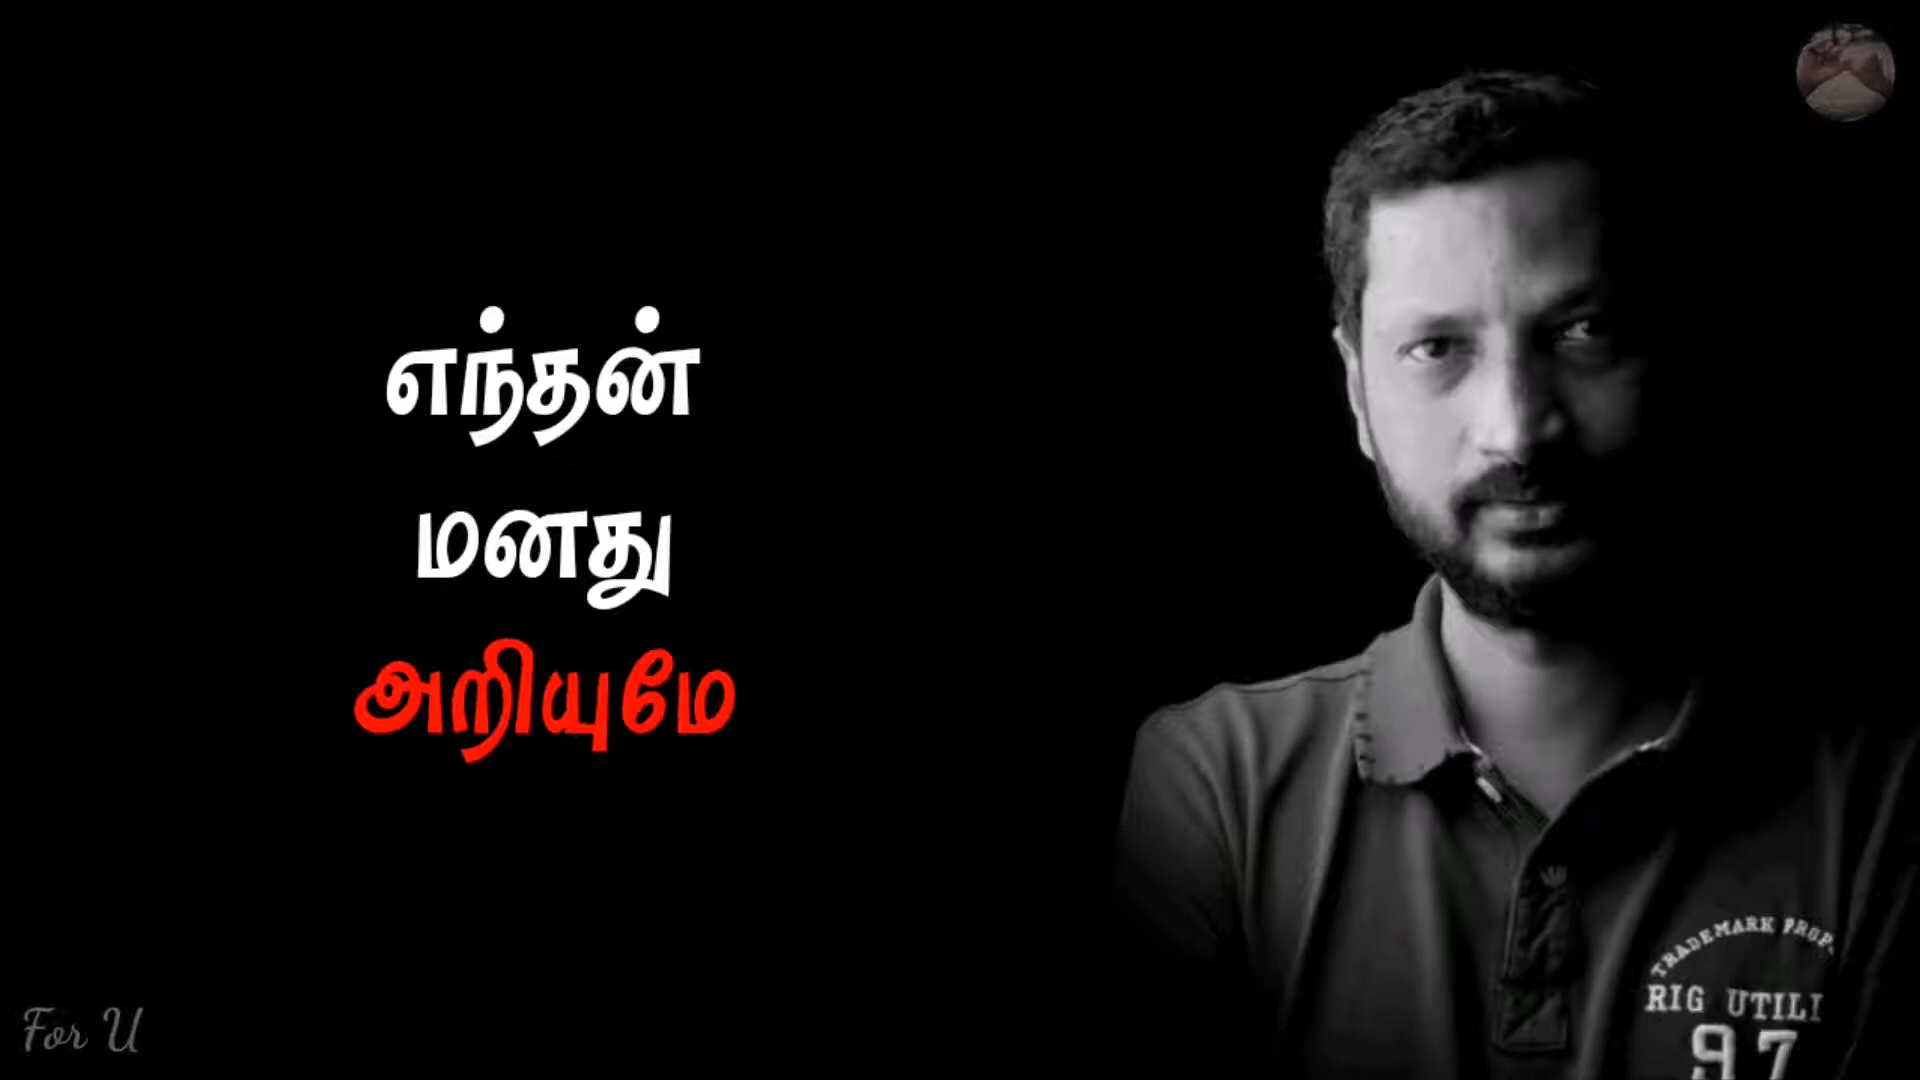 எந்தன்
மனது
அறியுமே
TRADEMARK PROP.
RIG UTILI
97
For U